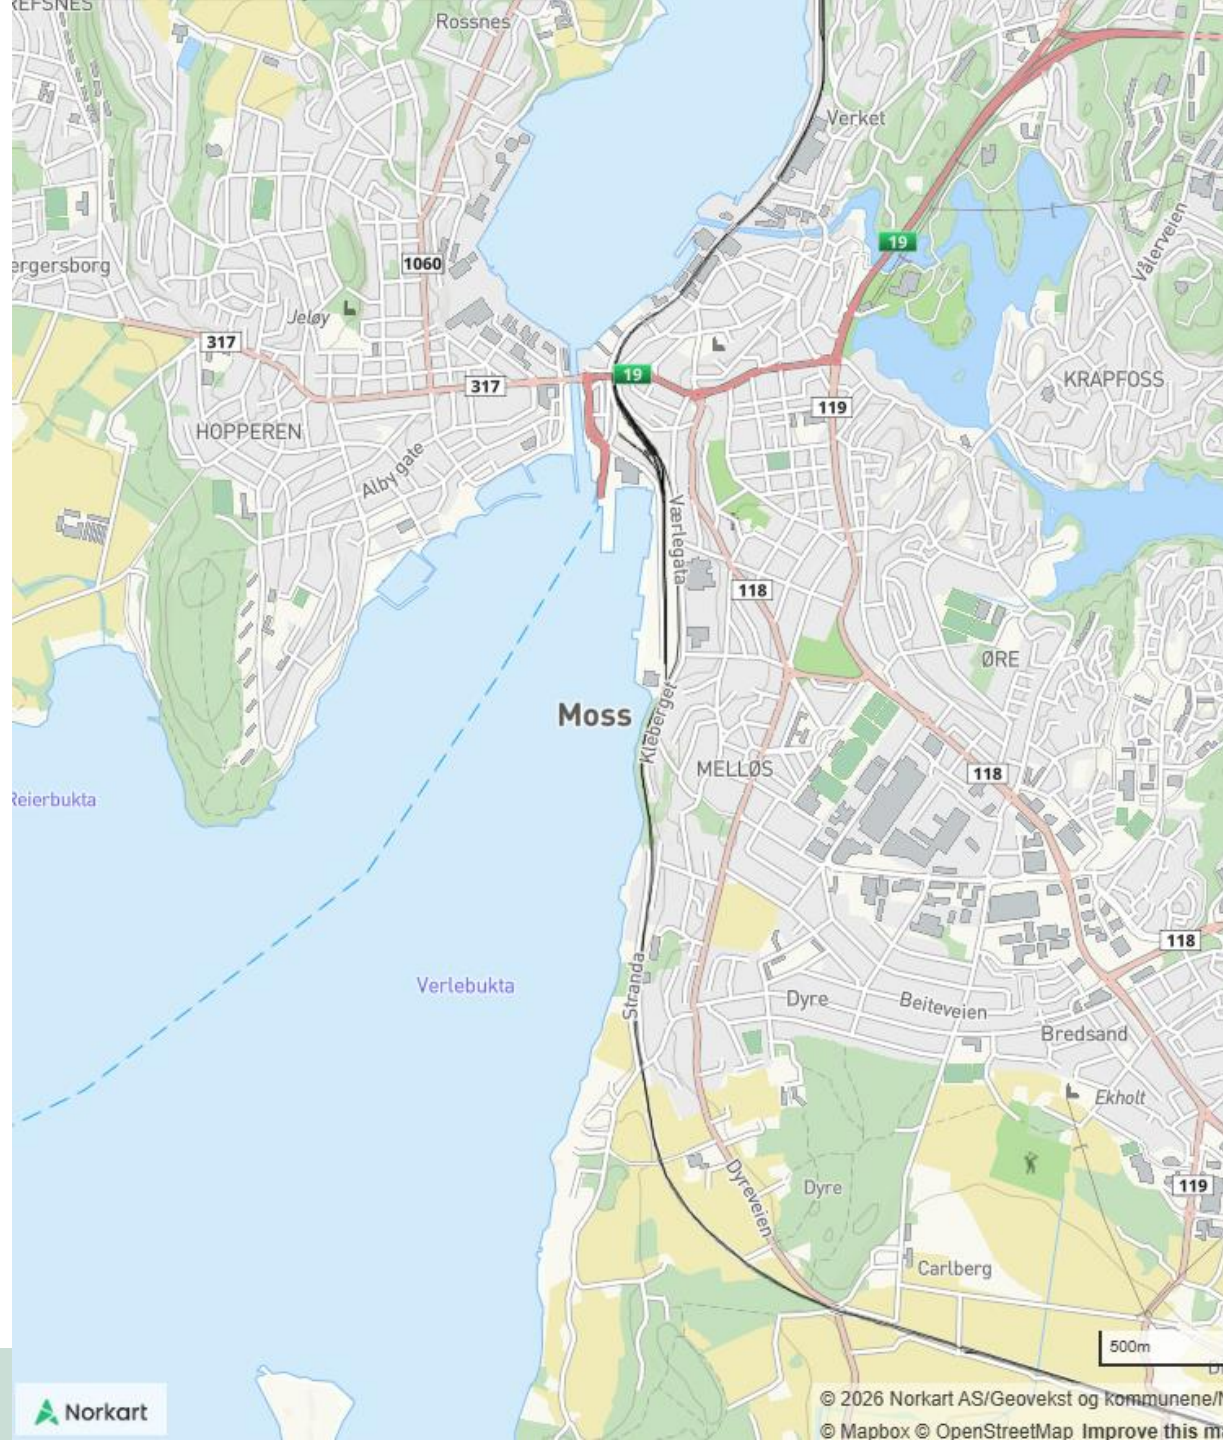 Rossnes
Verket
19
Vålerveien
1060
Jeløy
317
317
19
KRAPFOSS
119
HOPPEREN
Alby gate
Værlegata
118
ØRE
Moss
Kleberget
MELLØS
118
118
Verlebukta
Stranda
Dyre
Beiteveien
Bredsand
Ekholt
Dyreveien
Dyre
119
Carlberg
500m
Norkart
© 2026 Norkart AS/Geovekst og kommunene/
© Mapbox © OpenStreetMap Improve this m